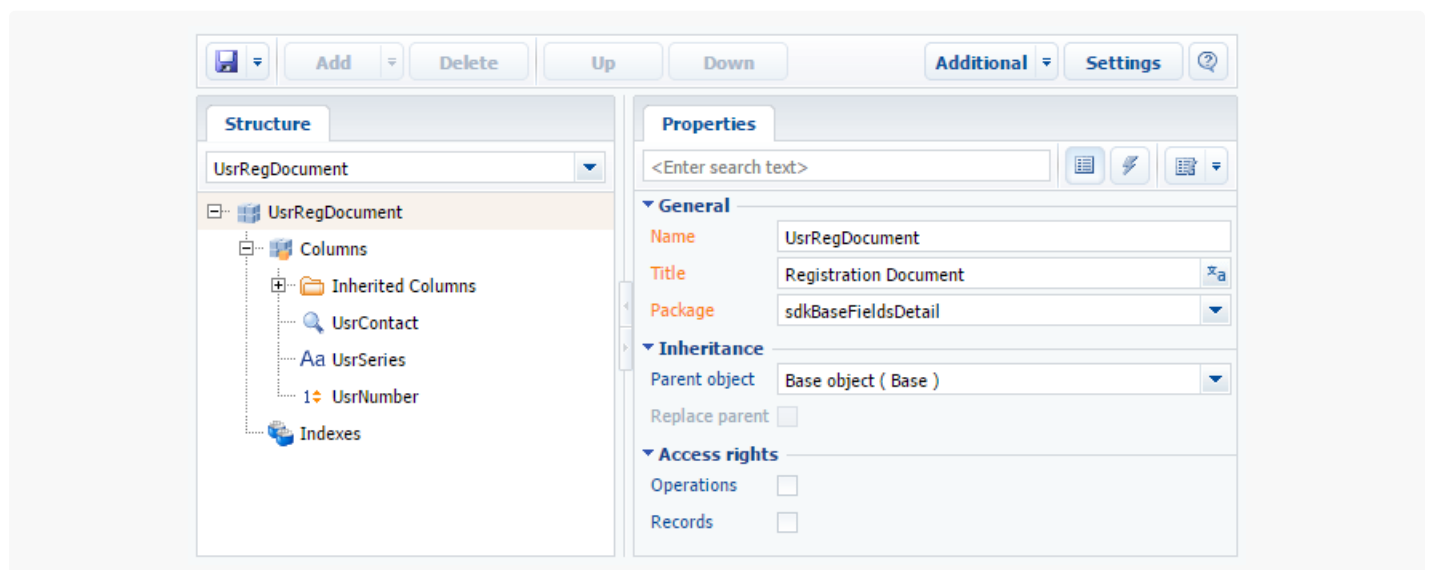 Add Delete Up Down Additional Settings
Structure
Properties
UsrRegDocument
<Enter search text>
UsrRegDocument
Columns
Inherited Columns
UsrContact
Aa UsrSeries
1 UsrNumber
Indexes
General
Name UsrRegDocument
Title Registration Document
Package sdkBaseFieldsDetail
Inheritance
Parent object Base object ( Base )
Replace parent
Access rights
Operations
Records